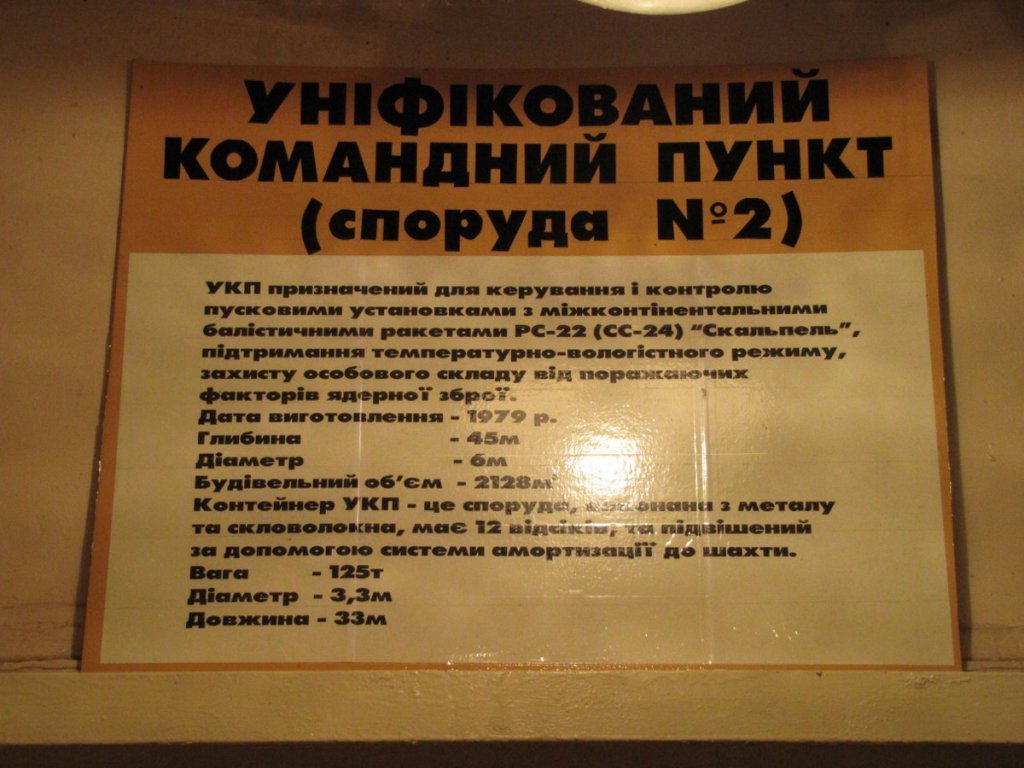 УНІФІКОВАНИЙ
КОМАНДНИЙ ПУНКТ
(споруда №2)
УКП призначений для керування і контролю
пусковими установками з міжконтінентальними
балістичними ракетами РС-22 (СС-24) “Скальпель”,
підтримання температурно-вологістного режиму,
захисту особового складу від поражаючих
факторів ядерної зброї.
Дата виготовлення - 1979 р.
Глибина - 45м
Діаметр - 6м
Будівельний об’єм - 2128м³
Контейнер УКП - це споруда, виконана з металу
та скловолокна, має 12 відсіків, та підвішений
за допомогою системи амортизації до шахти.
Вага - 125т
Діаметр - 3,3м
Довжина - 33м